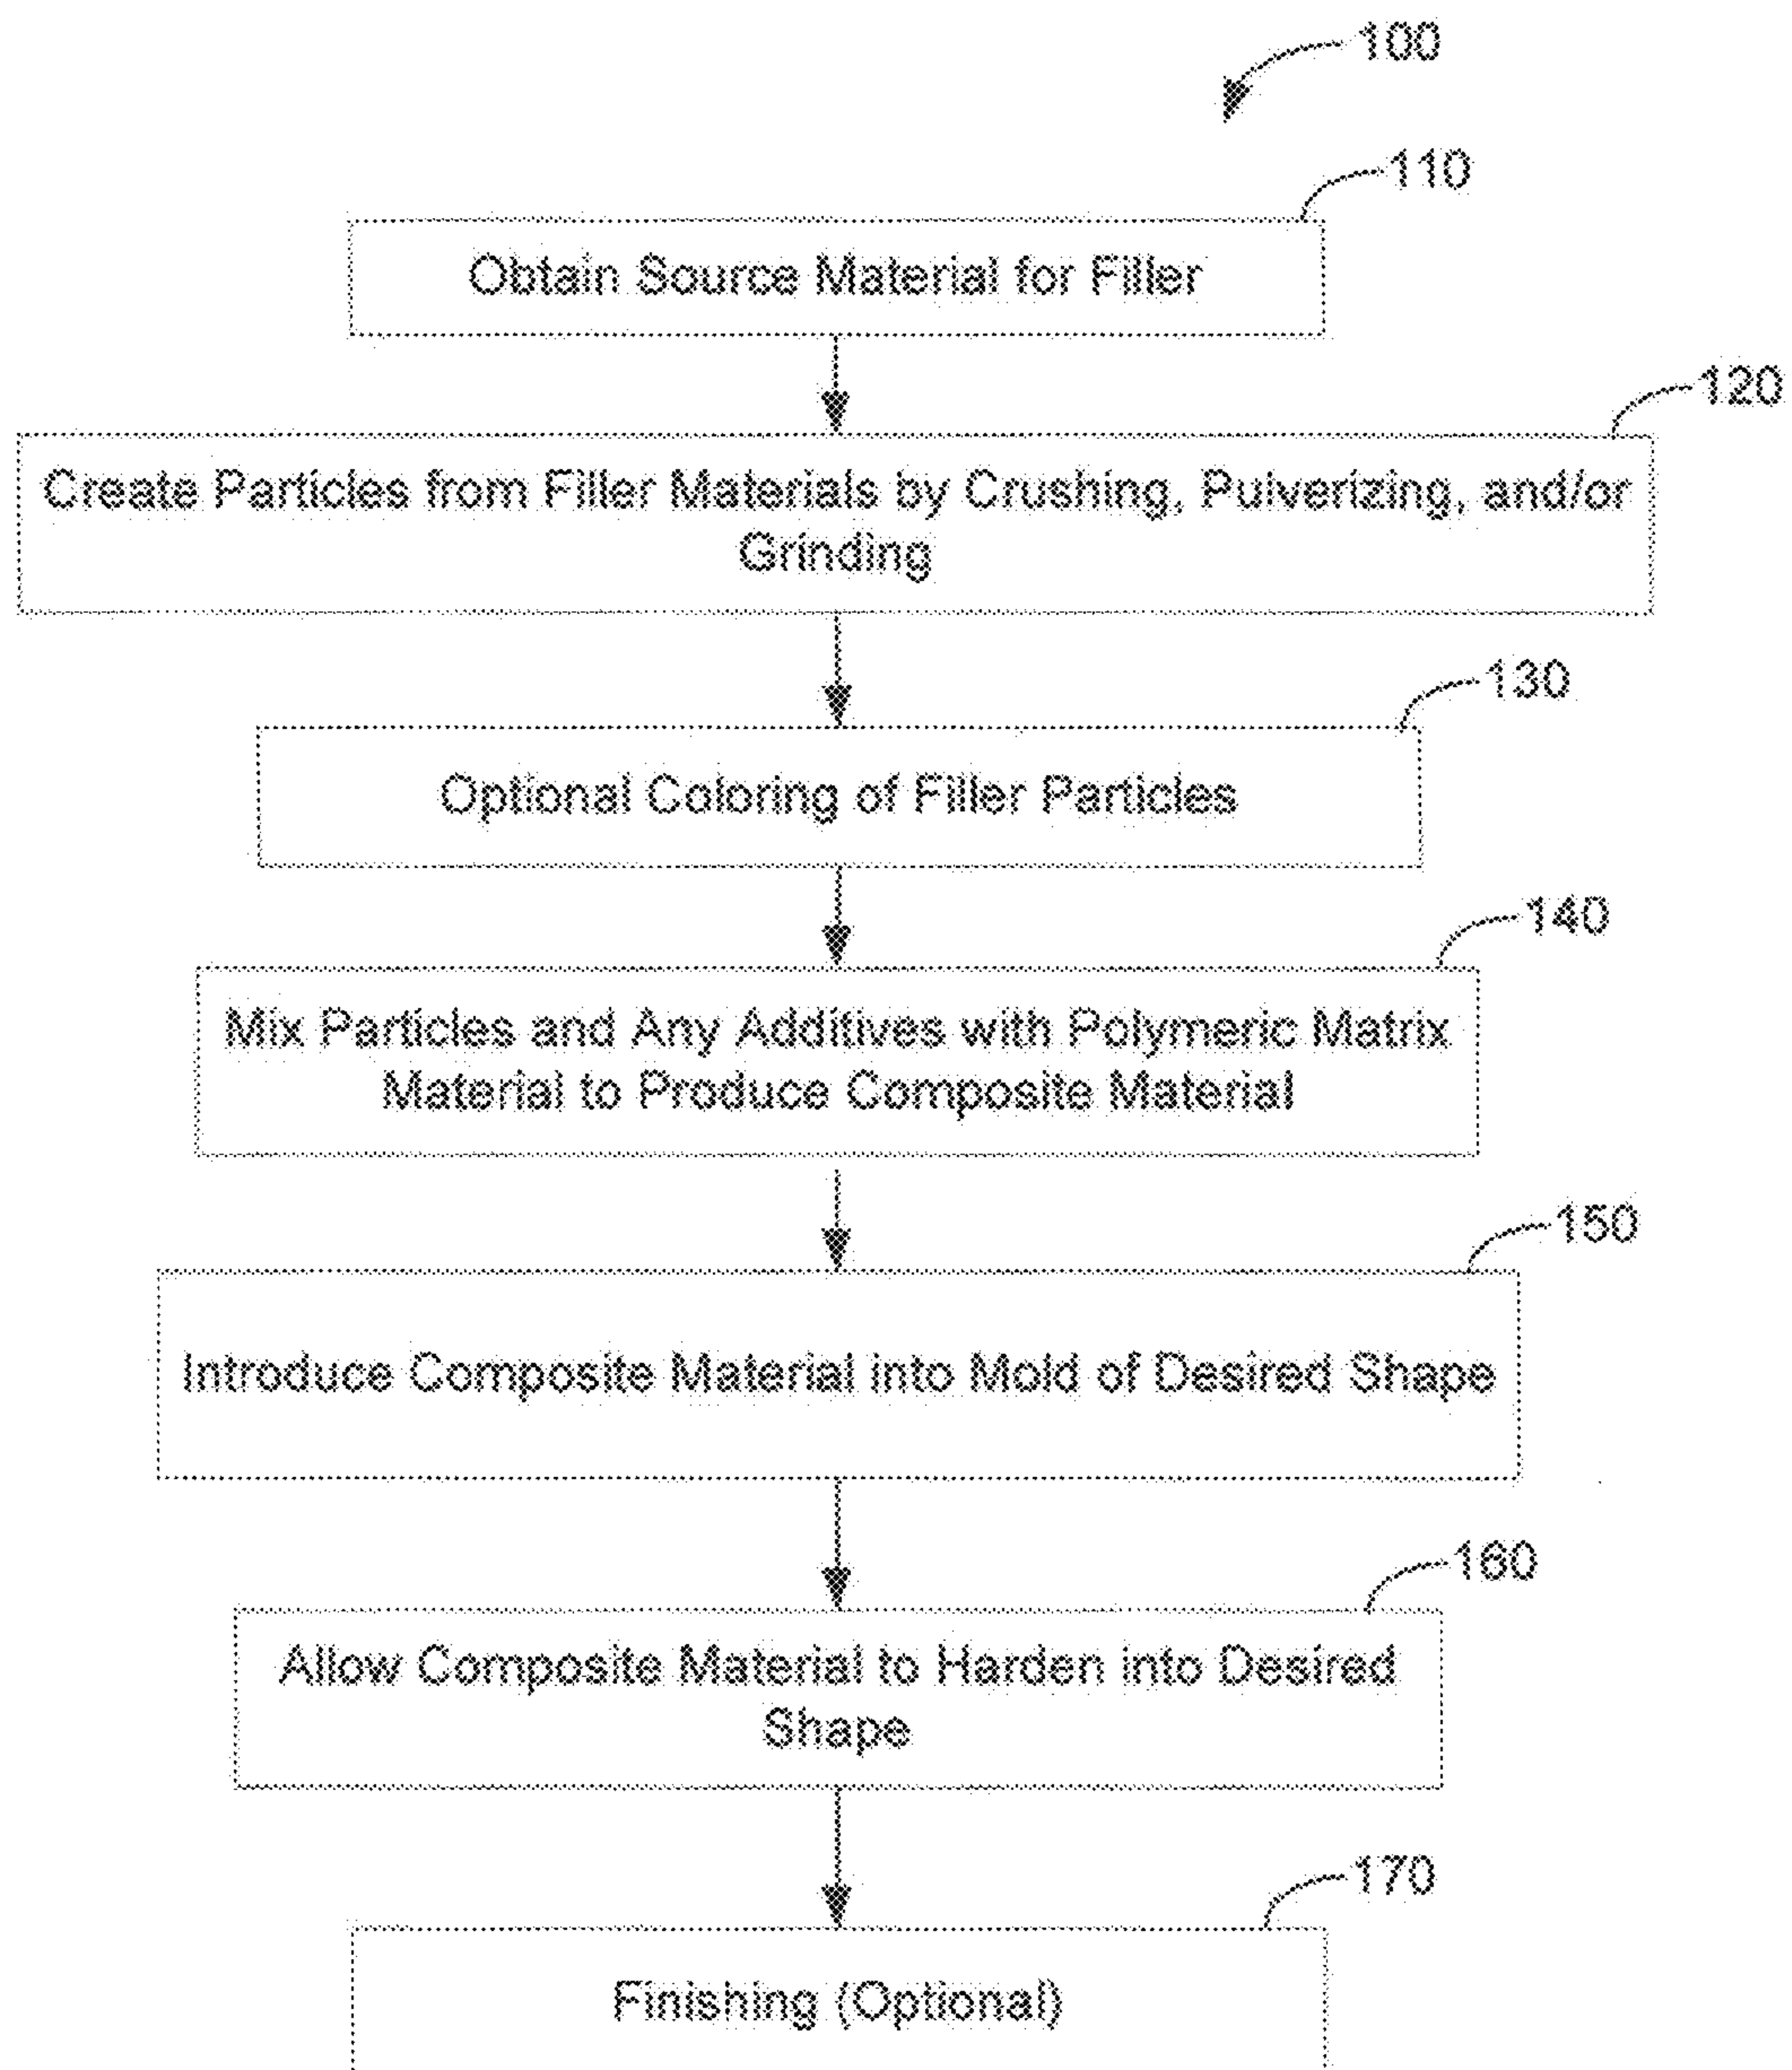 100
110
Obtain Source Material for Filler
120
Create Particles from Filler Materials by Crushing, Pulverizing, and/or
Grinding
130
Optional Coloring of Filler Particles
140
Mix Particles and Any Additives with Polymeric Matrix
Material to Produce Composite Material
150
Introduce Composite Material into Mold of Desired Shape
160
Allow Composite Material to Harden into Desired
Shape
170
Finishing (Optional)